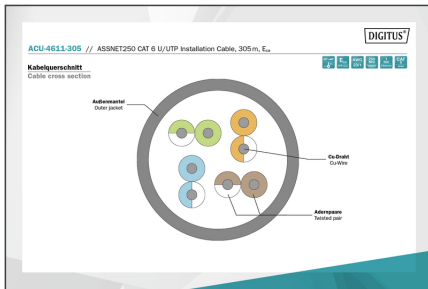 DIGITUS®
ACU-4611-305 // ASSNET250 CAT 6 U/UTP Installation Cable, 305 m, Eca
Kabelquerschnitt
Cable cross section
Außenmantel
Outer jacket
Cu-Draht
Cu-Wire
Adernpaare
Twisted pair